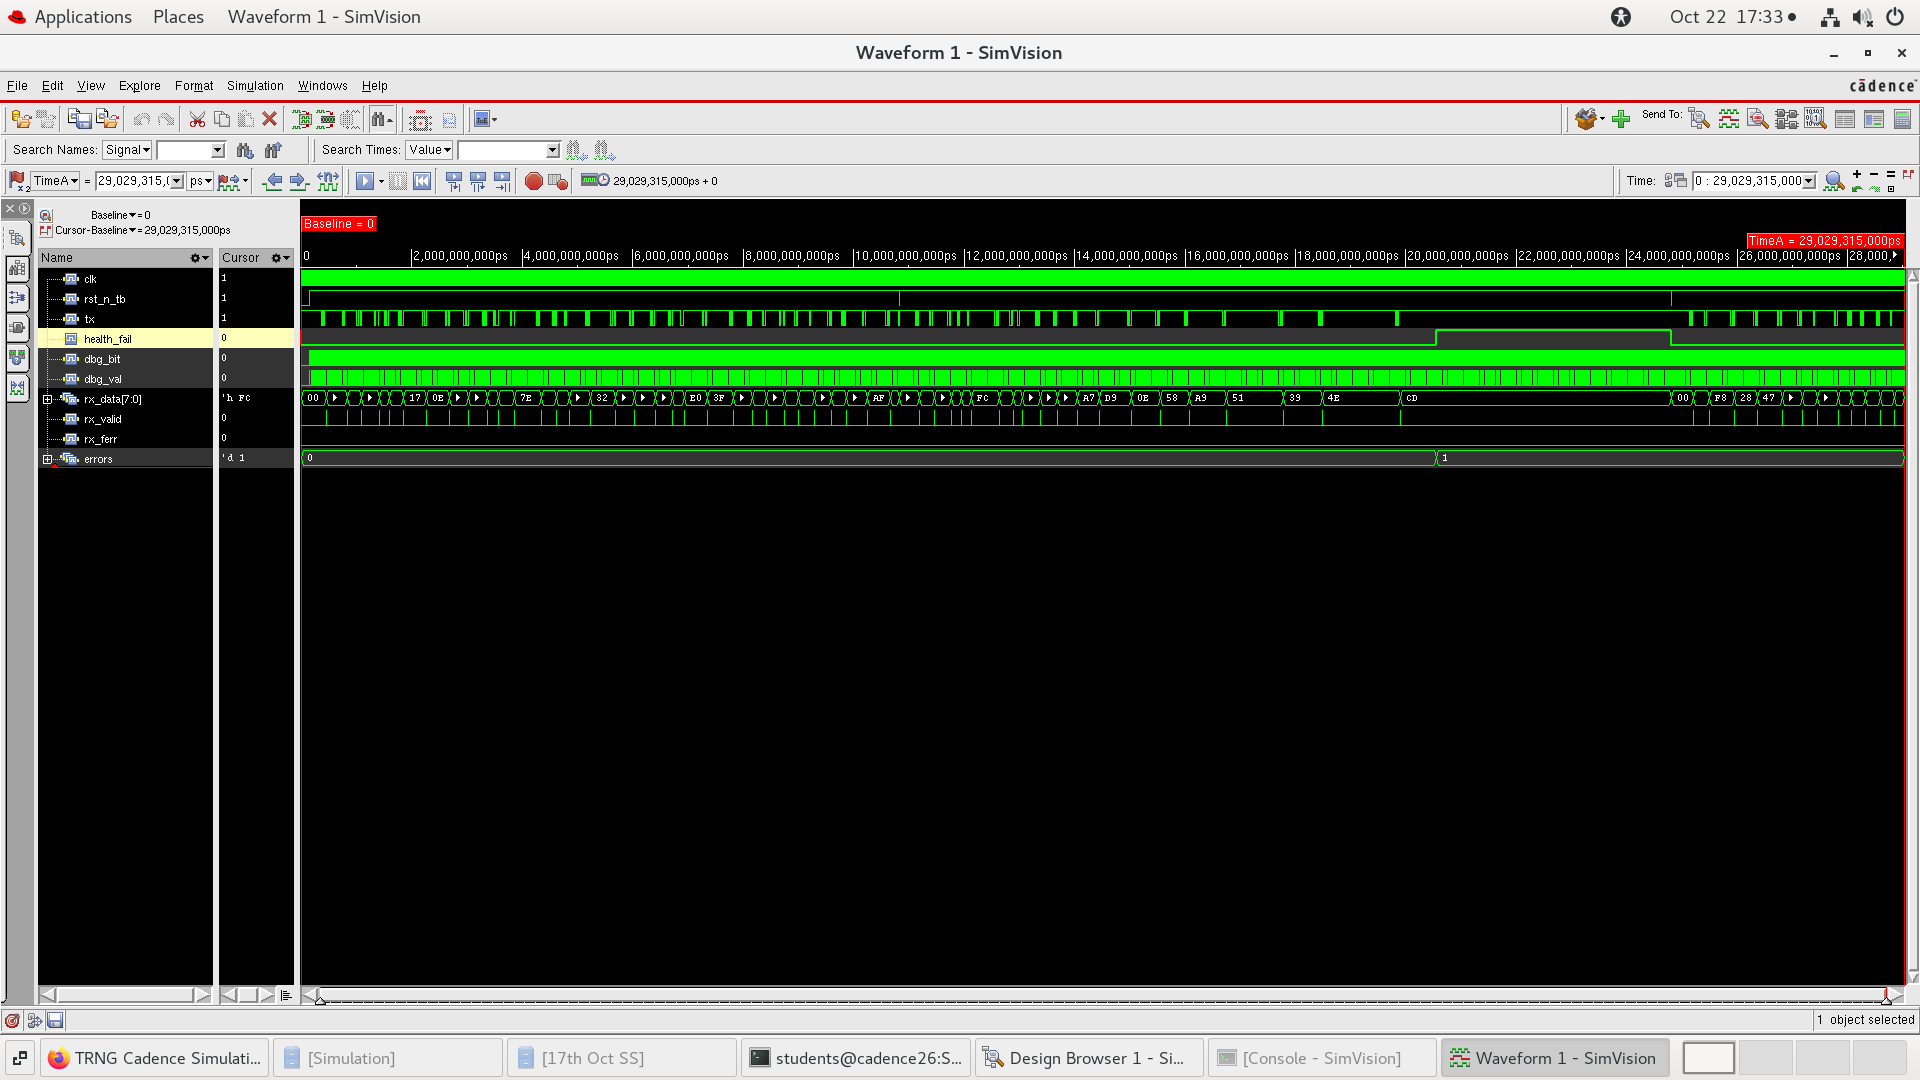 Applications Places Waveform 1 - SimVision Oct 22 17:33
Waveform 1 - SimVision
File Edit View Explore Format Simulation Windows Help cādence
Search Names: Signal Search Times: Value Send To:
TimeA = 29,029,315,( ps 29,029,315,000ps + 0 Time: 0 : 29,029,315,000
Baseline = 0
Cursor-Baseline = 29,029,315,000ps
Baseline = 0
TimeA = 29,029,315,000ps
Name Cursor 0 2,000,000,000ps 4,000,000,000ps 6,000,000,000ps 8,000,000,000ps 10,000,000,000ps 12,000,000,000ps 14,000,000,000ps 16,000,000,000ps 18,000,000,000ps 20,000,000,000ps 22,000,000,000ps 24,000,000,000ps 26,000,000,000ps 28,000,
clk 1
rst_n_tb 1
tx 1
health_fail 0
dbg_bit 0
dbg_val 0
rx_data[7:0] 'h FC 00 17 0E 7E 32 E0 3F AF FC A7 D9 0E 58 A9 51 39 4E CD 00 F8 28 47
rx_valid 0
rx_ferr 0
errors 'd 1 0 1
1 object selected
TRNG Cadence Simulati... [Simulation] [17th Oct SS] students@cadence26:S... Design Browser 1 - Si... [Console - SimVision] Waveform 1 - SimVision